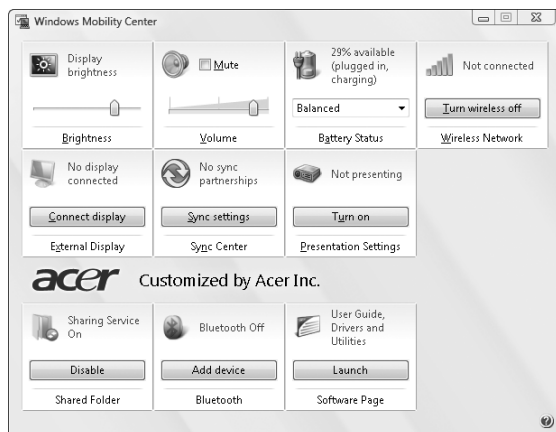 Windows Mobility Center
Display
brightness
Brightness
Mute
Volume
29% available
(plugged in,
charging)
Balanced
Battery Status
Not connected
Turn wireless off
Wireless Network
No display
connected
Connect display
External Display
No sync
partnerships
Sync settings
Sync Center
Not presenting
Turn on
Presentation Settings
acer Customized by Acer Inc.
Sharing Service
On
Disable
Shared Folder
Bluetooth Off
Add device
Bluetooth
User Guide,
Drivers and
Utilities
Launch
Software Page